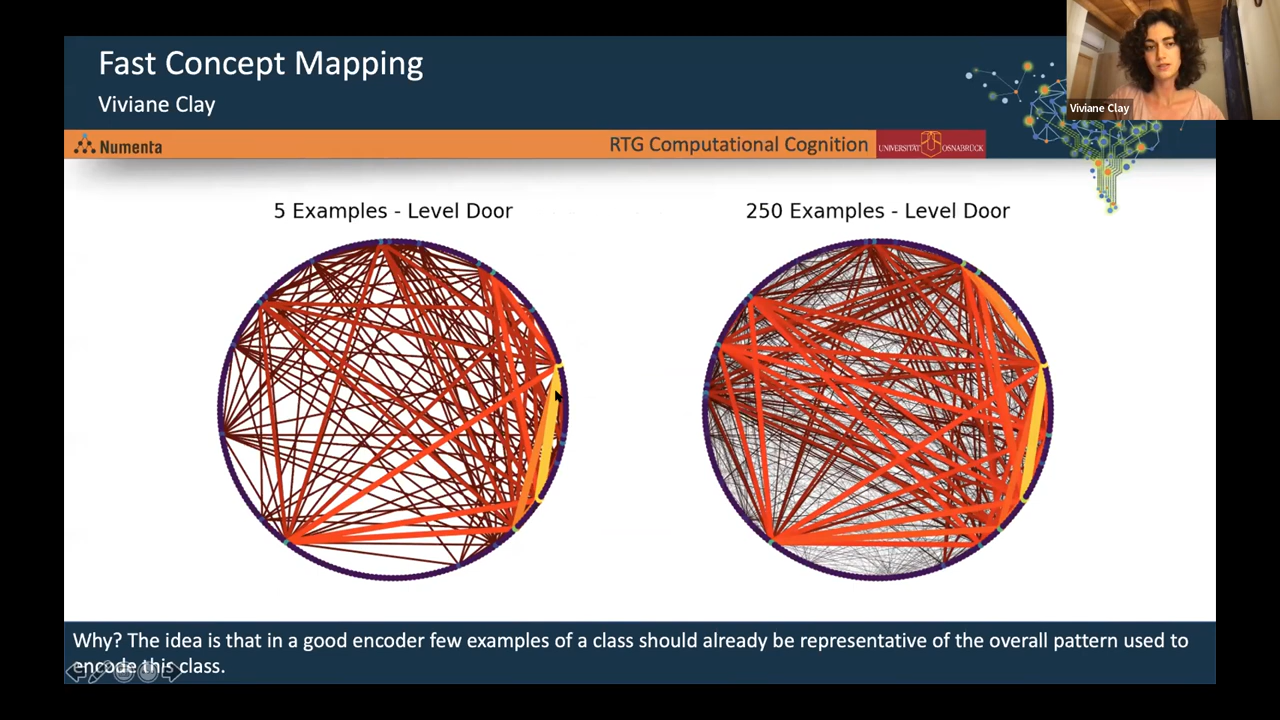 Fast Concept Mapping
Viviane Clay
Viviane Clay
Numenta
RTG Computational Cognition
UNIVERSITÄT OSNABRÜCK
5 Examples - Level Door
250 Examples - Level Door
Why? The idea is that in a good encoder few examples of a class should already be representative of the overall pattern used to
encode this class.